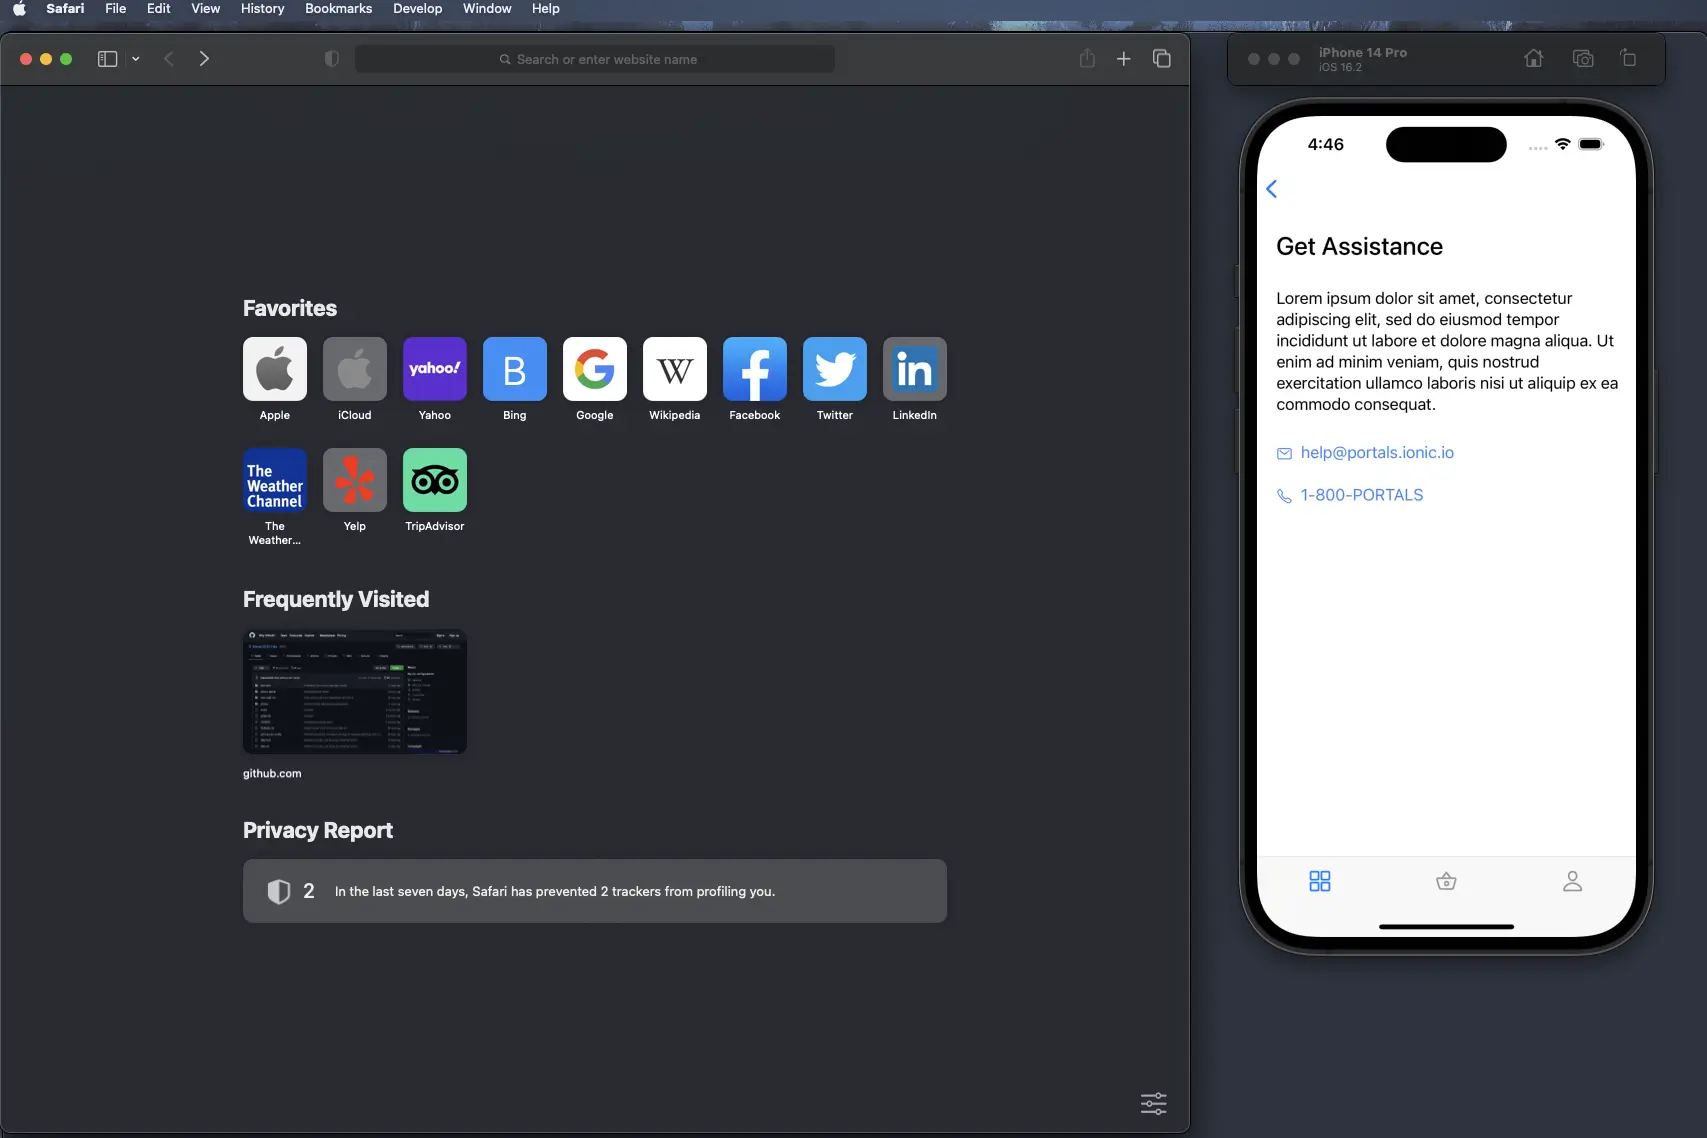 Safari File Edit View History Bookmarks Develop Window Help
Search or enter website name
Favorites
Apple
iCloud
yahoo!
Yahoo
B
Bing
G
Google
W
Wikipedia
f
Facebook
Twitter
in
LinkedIn
The
Weather
Channel
The
Weather...
Yelp
TripAdvisor
Frequently Visited
github.com
Privacy Report
2 In the last seven days, Safari has prevented 2 trackers from profiling you.
iPhone 14 Pro
iOS 16.2
4:46
Get Assistance
Lorem ipsum dolor sit amet, consectetur
adipiscing elit, sed do eiusmod tempor
incididunt ut labore et dolore magna aliqua. Ut
enim ad minim veniam, quis nostrud
exercitation ullamco laboris nisi ut aliquip ex ea
commodo consequat.
help@portals.ionic.io
1-800-PORTALS